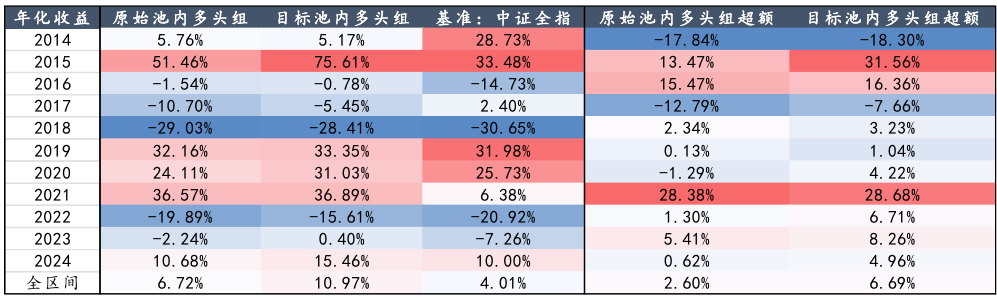 年化收益 原始池内多头组 目标池内多头组 基准：中证全指 原始池内多头组超额 目标池内多头组超额
2014 5.76% 5.17% 28.73% -17.84% -18.30%
2015 51.46% 75.61% 33.48% 13.47% 31.56%
2016 -1.54% -0.78% -14.73% 15.47% 16.36%
2017 -10.70% -5.45% 2.40% -12.79% -7.66%
2018 -29.03% -28.41% -30.65% 2.34% 3.23%
2019 32.16% 33.35% 31.98% 0.13% 1.04%
2020 24.11% 31.03% 25.73% -1.29% 4.22%
2021 36.57% 36.89% 6.38% 28.38% 28.68%
2022 -19.89% -15.61% -20.92% 1.30% 6.71%
2023 -2.24% 0.40% -7.26% 5.41% 8.26%
2024 10.68% 15.46% 10.00% 0.62% 4.96%
全区间 6.72% 10.97% 4.01% 2.60% 6.69%